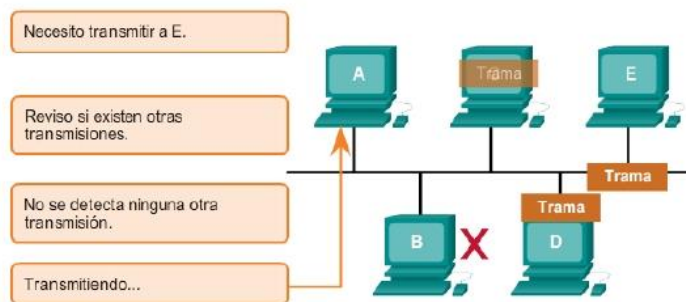 Necesito transmitir a E.
Reviso si existen otras
transmisiones.
No se detecta ninguna otra
transmisión.
Transmitiendo...
A
Trama
E
Trama
Trama
B
X
D